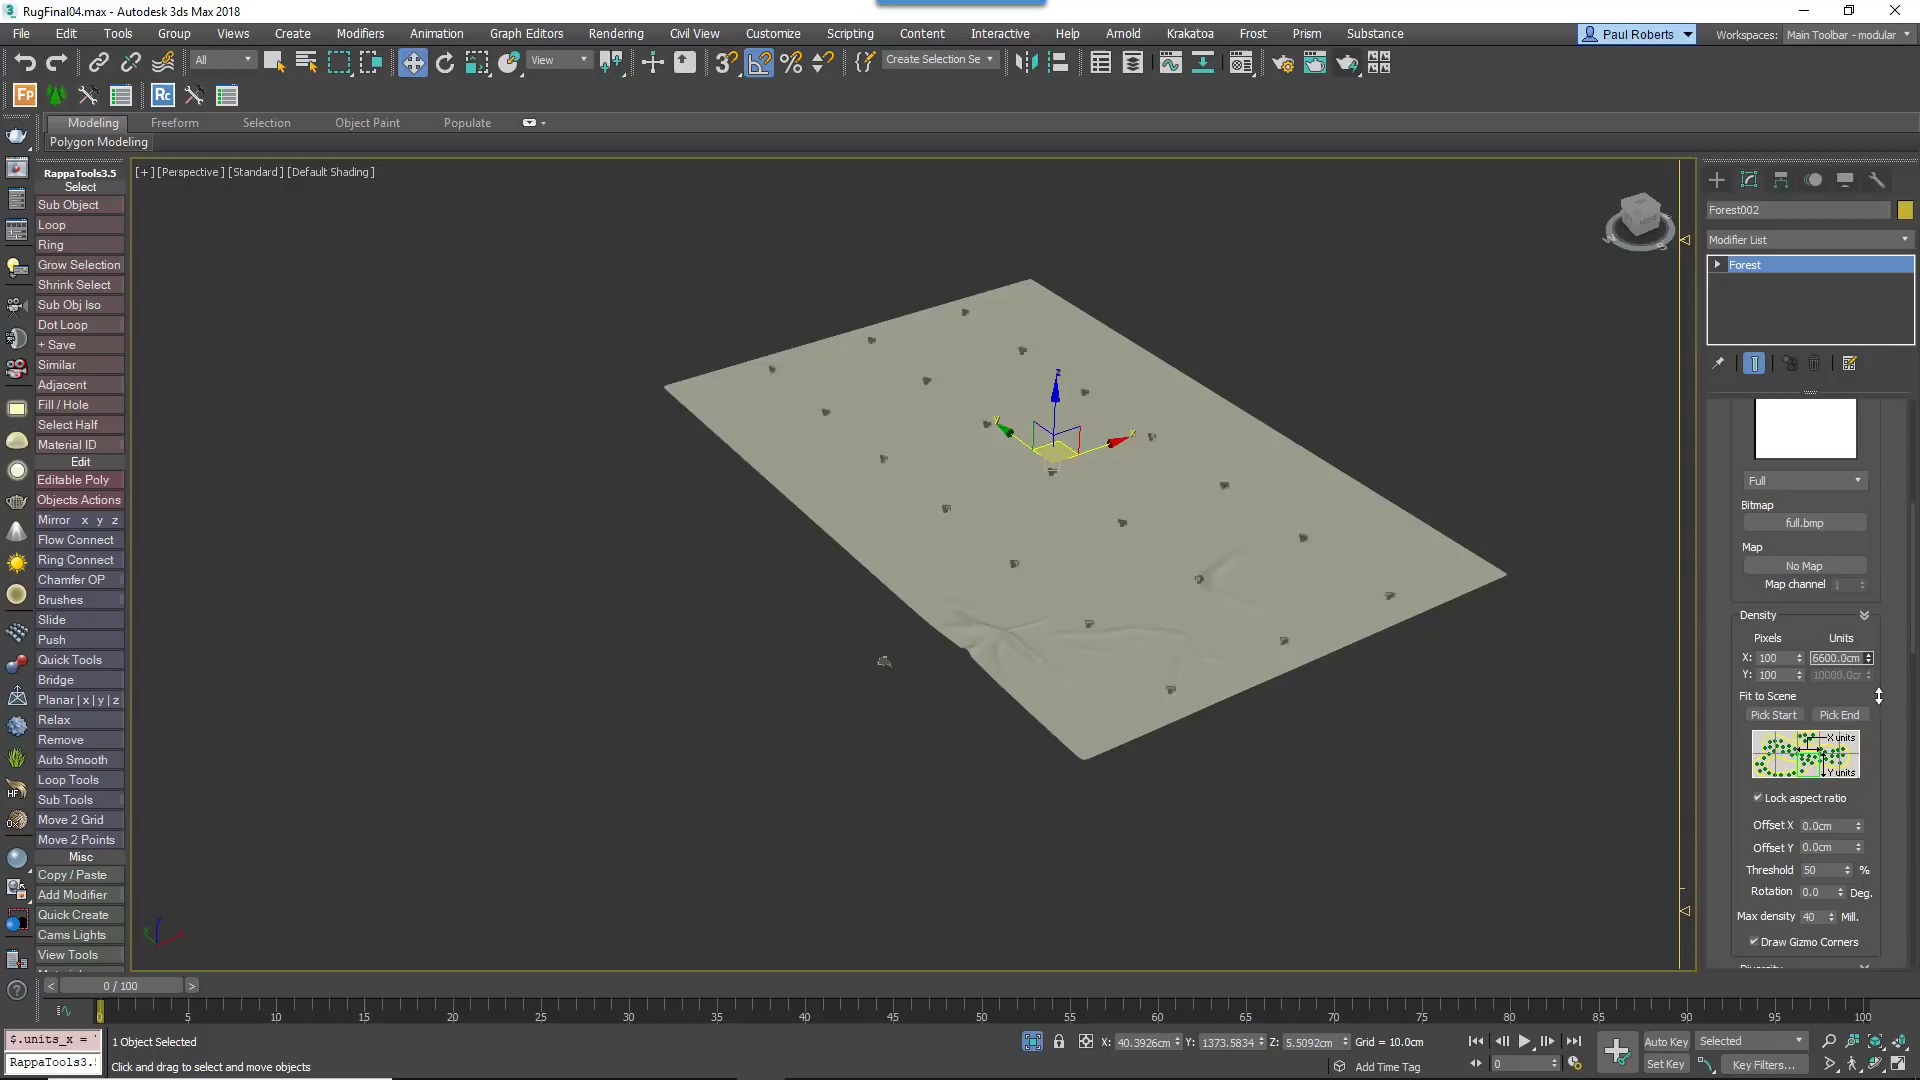 RugFinal04.max - Autodesk 3ds Max 2018
File Edit Tools Group Views Create Modifiers Animation Graph Editors Rendering Civil View Customize Scripting Content Interactive Help Arnold Krakatoa Frost Prism Substance
Paul Roberts Workspaces: Main Toolbar - modular
All View Create Selection Se
Modeling Freeform Selection Object Paint Populate
Polygon Modeling
[+] [Perspective ] [Standard ] [Default Shading ]
RappaTools3.5
Select
Sub Object
Loop
Ring
Grow Selection
Shrink Select
Sub Obj Iso
Dot Loop
+ Save
Similar
Adjacent
Fill / Hole
Select Half
Material ID
Edit
Editable Poly
Objects Actions
Mirror x y z
Flow Connect
Ring Connect
Chamfer OP
Brushes
Slide
Push
Quick Tools
Bridge
Planar | x | y | z
Relax
Remove
Auto Smooth
Loop Tools
Sub Tools
Move 2 Grid
Move 2 Points
Misc
Copy / Paste
Add Modifier
Quick Create
Cams Lights
View Tools
Forest002
Modifier List
Forest
Full
Bitmap
full.bmp
Map
No Map
Map channel 1
Density
Pixels Units
X: 100 6600.0cm
Y: 100 10000.0cr
Fit to Scene
Pick Start Pick End
X units
Y units
Lock aspect ratio
Offset X 0.0cm
Offset Y 0.0cm
Threshold 50 %
Rotation 0.0 Deg.
Max density 40 Mill.
Draw Gizmo Corners
z
y x
< 0 / 100 >
0 5 10 15 20 25 30 35 40 45 50 55 60 65 70 75 80 85 90 95 100
$.units_x =
RappaTools3.
1 Object Selected
Click and drag to select and move objects
X: 40.3926cm Y: 1373.5834 Z: 5.5092cm Grid = 10.0cm
Add Time Tag
0
Auto Key Selected
Set Key Key Filters...